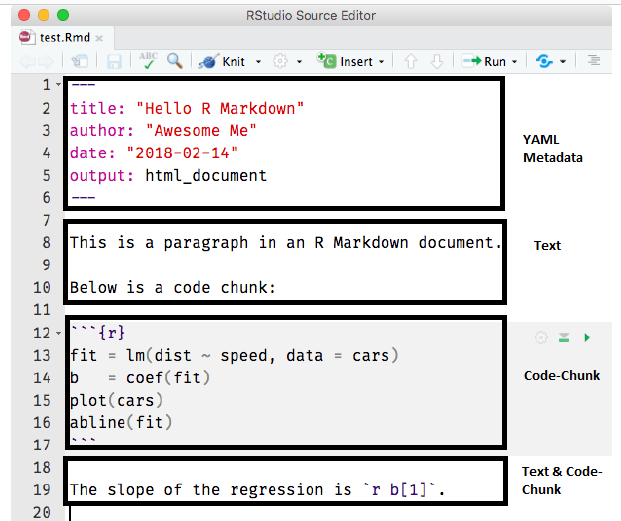 RStudio Source Editor
test.Rmd
ABC Knit Insert Run
1 ---
2 title: "Hello R Markdown"
3 author: "Awesome Me"
4 date: "2018-02-14"
5 output: html_document
6 ---
YAML
Metadata
7
8 This is a paragraph in an R Markdown document.
Text
9
10 Below is a code chunk:
11
12 ```{r}
13 fit = lm(dist ~ speed, data = cars)
14 b   = coef(fit)
Code-Chunk
15 plot(cars)
16 abline(fit)
17 ```
18
19 The slope of the regression is `r b[1]`.
Text & Code-
Chunk
20